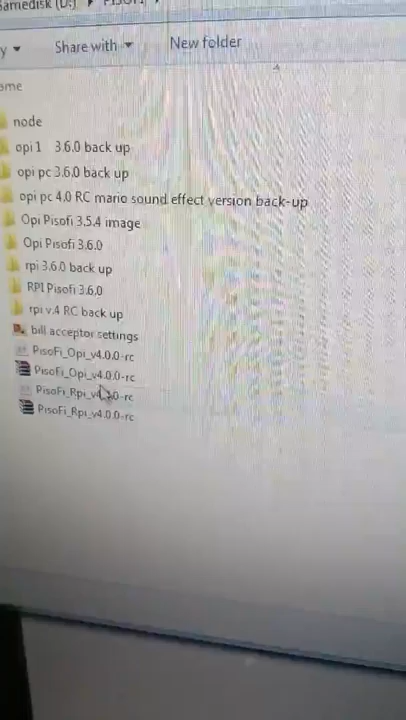 Share with
New folder
node
opi 1 3.6.0 back up
opi pc 3.6.0 back up
opi pc 4.0 RC mario sound effect version back-up
Opi Pisofi 3.5.4 image
Opi Pisofi 3.6.0
rpi 3.6.0 back up
RPI Pisofi 3.6.0
rpi v.4 RC back up
bill acceptor settings
PisoFi_Opi_v4.0.0-rc
PisoFi_Opi_v4.0.0-rc
PisoFi_Rpi_v4.0.0-rc
PisoFi_Rpi_v4.0.0-rc